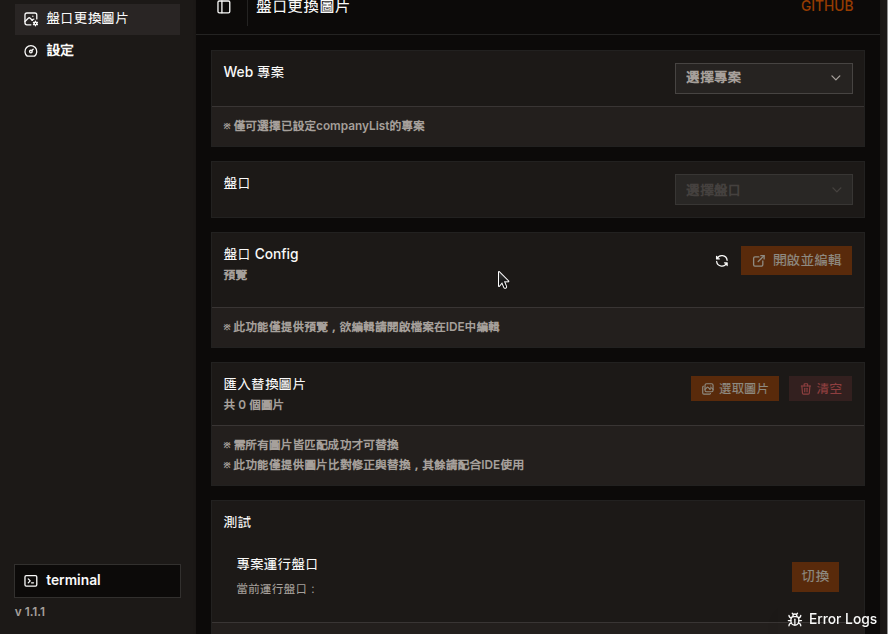 盤口更換圖片
設定
盤口更換圖片
GITHUB
Web 專案
選擇專案
※ 僅可選擇已設定companyList的專案
盤口
選擇盤口
盤口 Config
預覽
開啟並編輯
※ 此功能僅提供預覽，欲編輯請開啟檔案在IDE中編輯
匯入替換圖片
共 0 個圖片
選取圖片
清空
※ 需所有圖片皆匹配成功才可替換
※ 此功能僅提供圖片比對修正與替換，其餘請配合IDE使用
測試
專案運行盤口
當前運行盤口：
切換
terminal
v 1.1.1
Error Logs